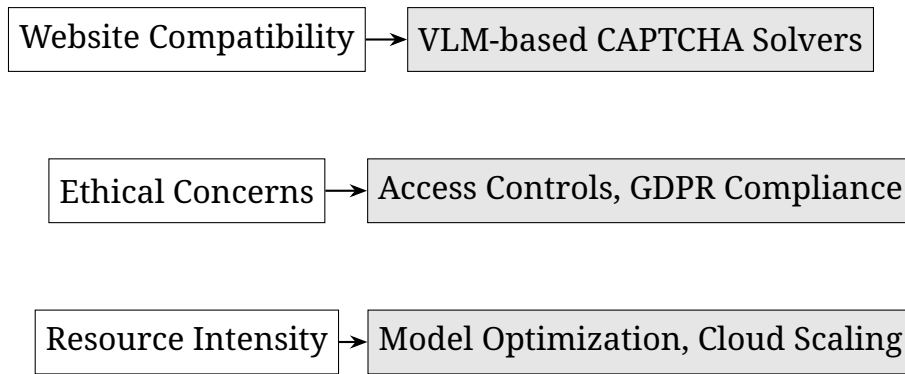 Website Compatibility
VLM-based CAPTCHA Solvers
Ethical Concerns
Access Controls, GDPR Compliance
Resource Intensity
Model Optimization, Cloud Scaling